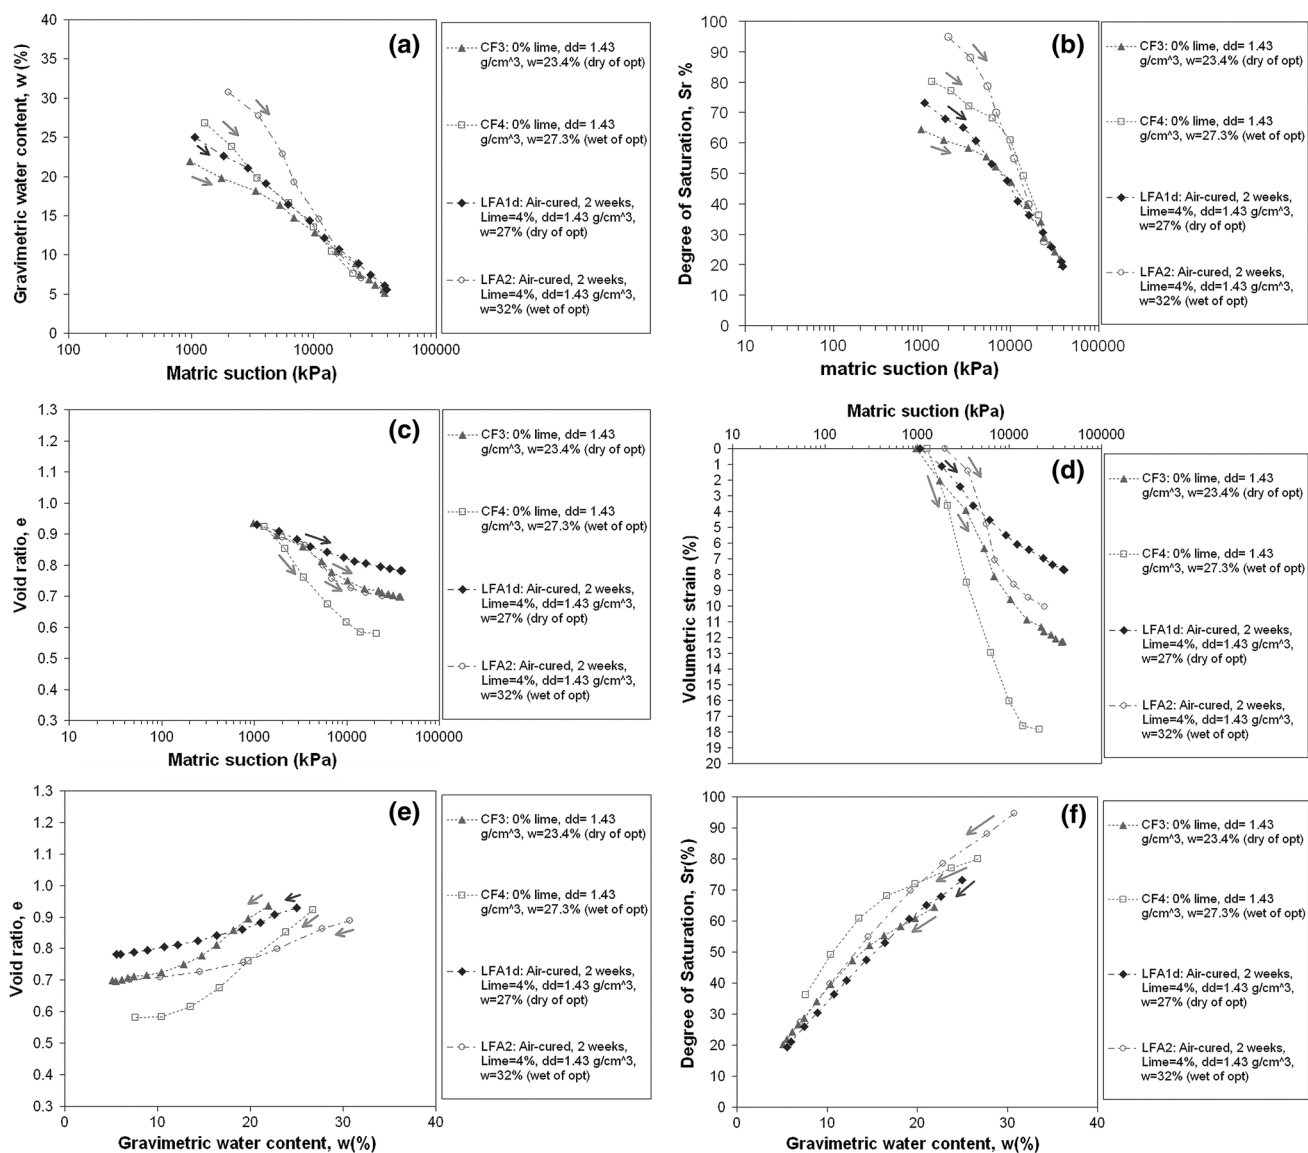 (a)
Gravimetric water content, w (%)
40
35
30
25
20
15
10
5
0
100
1000
10000
100000
Matric suction (kPa)
CF3: 0% lime, dd= 1.43
g/cm^3, w=23.4% (dry of opt)
CF4: 0% lime, dd= 1.43
g/cm^3, w=27.3% (wet of opt)
LFA1d: Air-cured, 2 weeks,
Lime=4%, dd=1.43 g/cm^3,
w=27% (dry of opt)
LFA2: Air-cured, 2 weeks,
Lime=4%, dd=1.43 g/cm^3,
w=32% (wet of opt)
(b)
Degree of Saturation, Sr %
100
90
80
70
60
50
40
30
20
10
0
10
100
1000
10000
100000
matric suction (kPa)
CF3: 0% lime, dd= 1.43
g/cm^3, w=23.4% (dry of opt)
CF4: 0% lime, dd= 1.43
g/cm^3, w=27.3% (wet of opt)
LFA1d: Air-cured, 2 weeks,
Lime=4%, dd=1.43 g/cm^3,
w=27% (dry of opt)
LFA2: Air-cured, 2 weeks,
Lime=4%, dd=1.43 g/cm^3,
w=32% (wet of opt)
(c)
Void ratio, e
1.3
1.2
1.1
1.0
0.9
0.8
0.7
0.6
0.5
0.4
0.3
10
100
1000
10000
100000
Matric suction (kPa)
CF3: 0% lime, dd= 1.43
g/cm^3, w=23.4% (dry of opt)
CF4: 0% lime, dd= 1.43
g/cm^3, w=27.3% (wet of opt)
LFA1d: Air-cured, 2 weeks,
Lime=4%, dd=1.43 g/cm^3,
w=27% (dry of opt)
LFA2: Air-cured, 2 weeks,
Lime=4%, dd=1.43 g/cm^3,
w=32% (wet of opt)
Matric suction (kPa)
10
100
1000
10000
100000
(d)
Volumetric strain (%)
0
1
2
3
4
5
6
7
8
9
10
11
12
13
14
15
16
17
18
19
20
CF3: 0% lime, dd= 1.43
g/cm^3, w=23.4% (dry of opt)
CF4: 0% lime, dd= 1.43
g/cm^3, w=27.3% (wet of opt)
LFA1d: Air-cured, 2 weeks,
Lime=4%, dd=1.43 g/cm^3,
w=27% (dry of opt)
LFA2: Air-cured, 2 weeks,
Lime=4%, dd=1.43 g/cm^3,
w=32% (wet of opt)
(e)
Void ratio, e
1.3
1.2
1.1
1.0
0.9
0.8
0.7
0.6
0.5
0.4
0.3
0
10
20
30
40
Gravimetric water content, w(%)
CF3: 0% lime, dd= 1.43
g/cm^3, w=23.4% (dry of opt)
CF4: 0% lime, dd= 1.43
g/cm^3, w=27.3% (wet of opt)
LFA1d: Air-cured, 2 weeks,
Lime=4%, dd=1.43 g/cm^3,
w=27% (dry of opt)
LFA2: Air-cured, 2 weeks,
Lime=4%, dd=1.43 g/cm^3,
w=32% (wet of opt)
(f)
Degree of Saturation, Sr(%)
100
90
80
70
60
50
40
30
20
10
0
0
10
20
30
40
Gravimetric water content, w(%)
CF3: 0% lime, dd= 1.43
g/cm^3, w=23.4% (dry of opt)
CF4: 0% lime, dd= 1.43
g/cm^3, w=27.3% (wet of opt)
LFA1d: Air-cured, 2 weeks,
Lime=4%, dd=1.43 g/cm^3,
w=27% (dry of opt)
LFA2: Air-cured, 2 weeks,
Lime=4%, dd=1.43 g/cm^3,
w=32% (wet of opt)